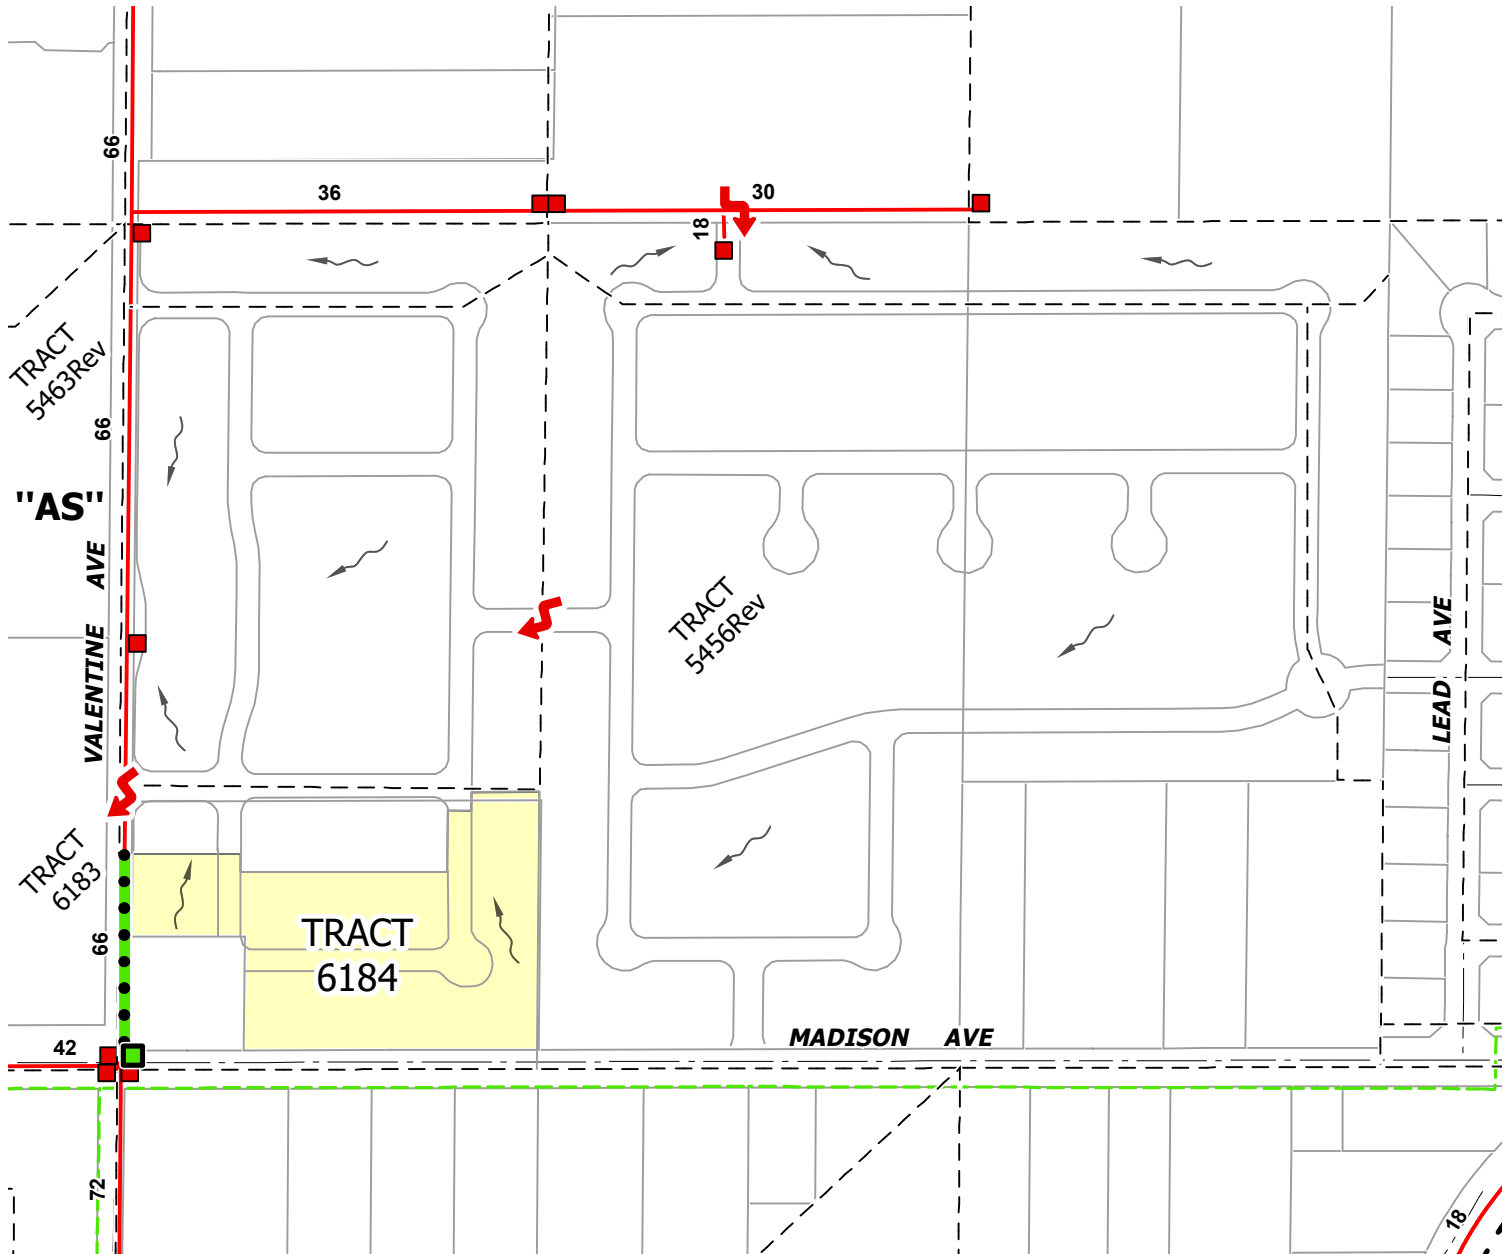 66
36
30
18
TRACT
5463Rev
66
"AS"
VALENTINE AVE
TRACT
5456Rev
LEAD AVE
TRACT
6183
66
TRACT
6184
MADISON AVE
42
72
18